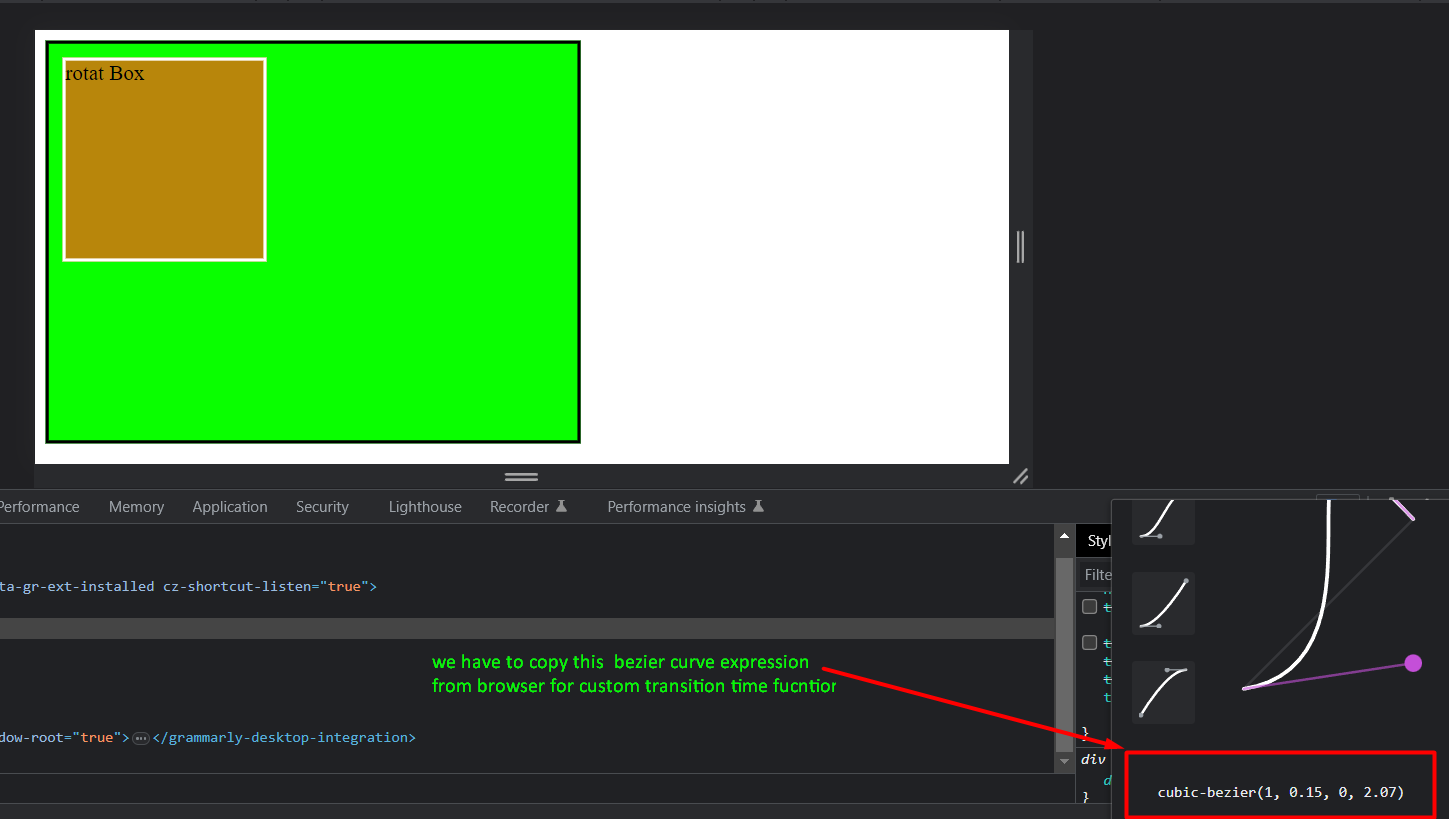 rotat Box
Performance Memory Application Security Lighthouse Recorder Performance insights
Styl
Filte
ta-gr-ext-installed cz-shortcut-listen="true">
we have to copy this bezier curve expression
from browser for custom transition time fucntior
dow-root="true"> ••• </grammarly-desktop-integration>
t
t
t
t
t
}
div
d
}
cubic-bezier(1, 0.15, 0, 2.07)